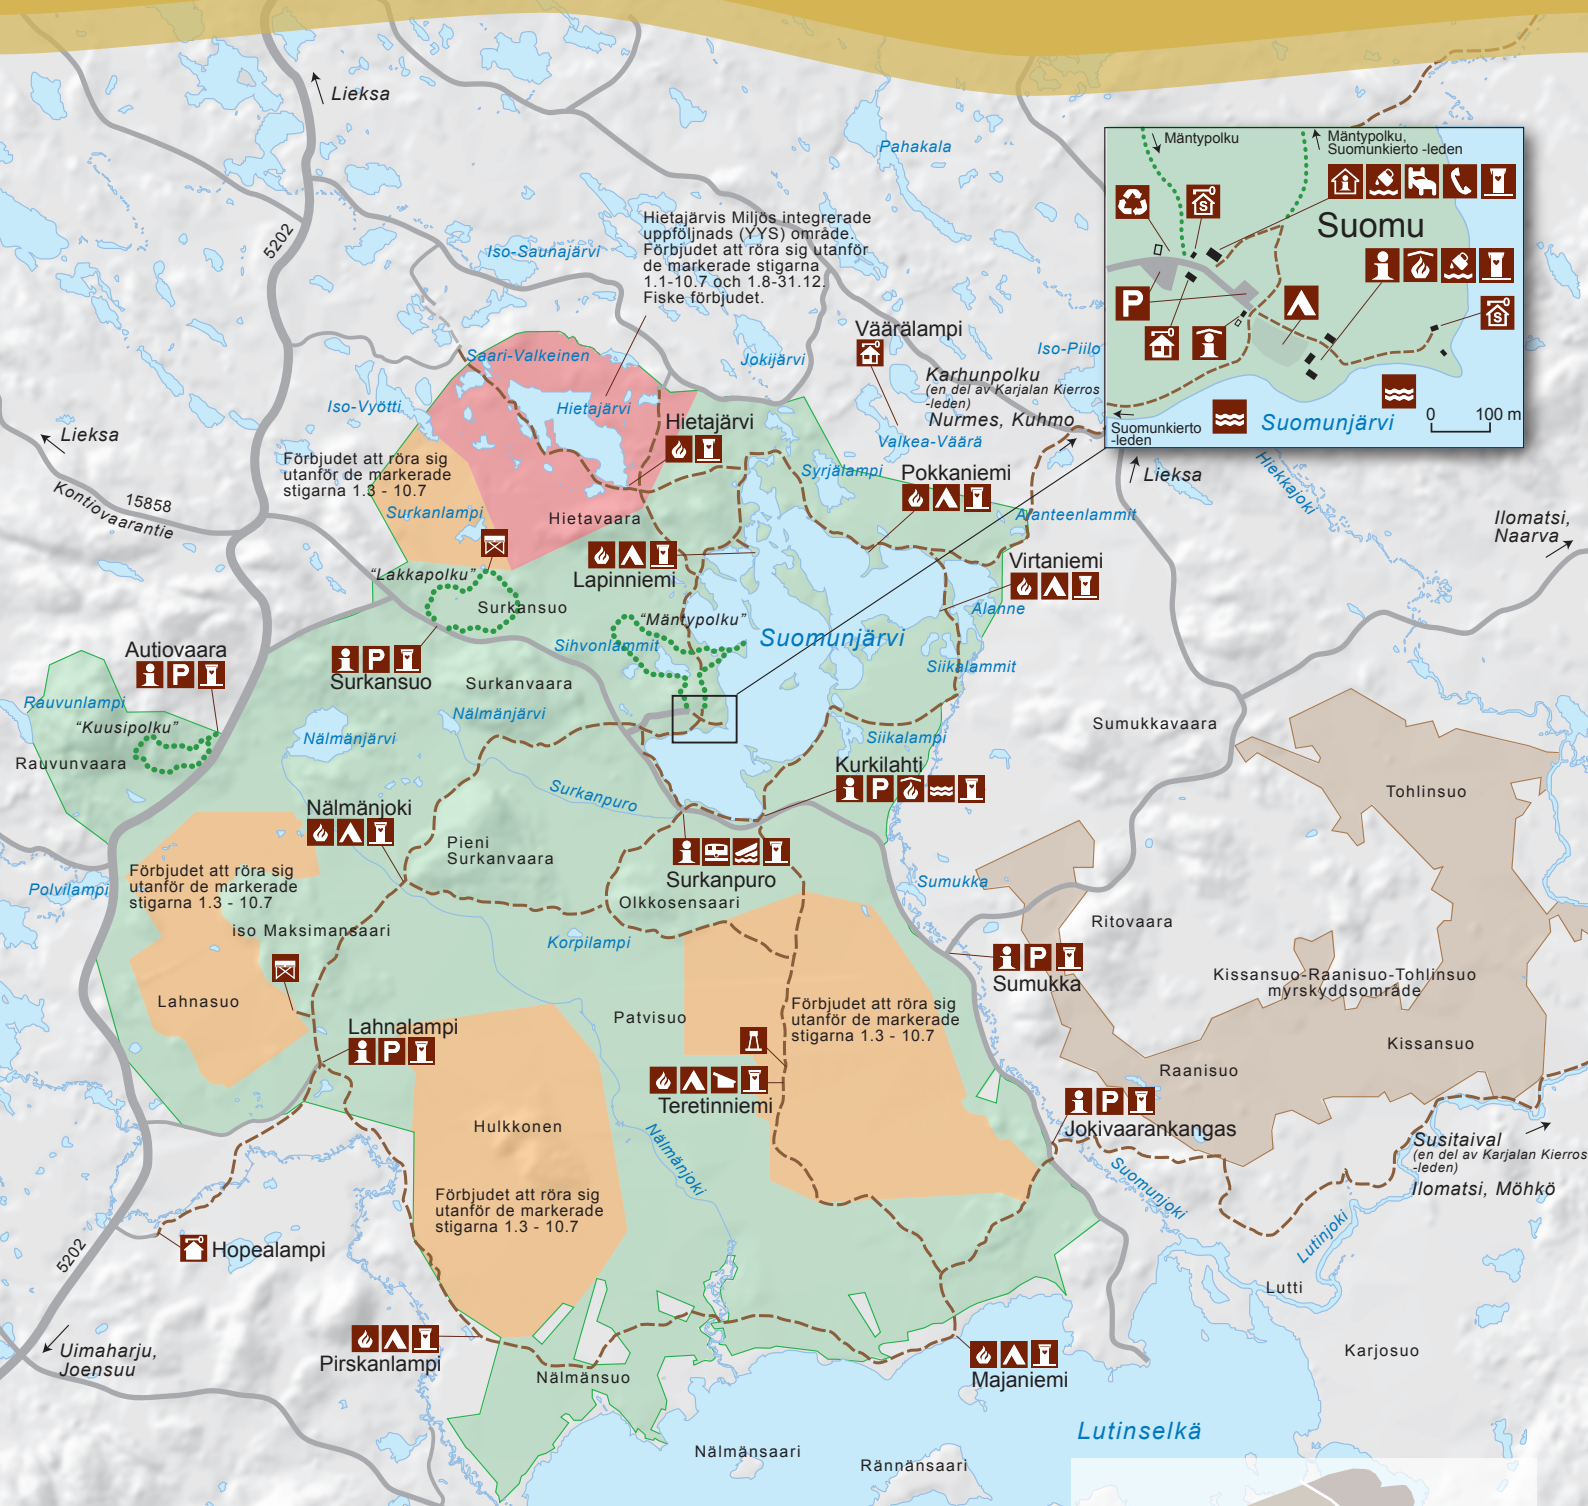 Lieksa
5202
Pahakala
Hietajärvis Miljös integrerade
uppföljnads (YYS) område.
Förbjudet att röra sig utanför
de markerade stigarna
1.1-10.7 och 1.8-31.12.
Fiske förbjudet.
Iso-Saunajärvi
Saari-Valkeinen
Jokijärvi
Väärälampi
Iso-Piilo
Karhunpolku
(en del av Karjalan Kierros
-leden)
Nurmes, Kuhmo
Valkea-Väärä
Mäntypolku
Mäntypolku,
Suomunkierto -leden
S
Suomu
P
S
Suomunkierto
-leden
Suomunjärvi
0 100 m
Iso-Vyötti
Hietajärvi
Hietajärvi
Lieksa
Förbjudet att röra sig
utanför de markerade
stigarna 1.3 - 10.7
15858
Kontiovaarantie
Surkanlampi
Hietavaara
Syrjälampi
Pokkaniemi
Alanteenlammit
Lieksa
Hiekkajoki
Ilomatsi,
Naarva
Lapinniemi
Virtaniemi
Alanne
"Lakkapolku"
Surkansuo
"Mäntypolku"
Sihvonlammit
Suomunjärvi
Siikalammit
Autiovaara
P
P
Surkansuo
Surkanvaara
Rauvunlampi
"Kuusipolku"
Rauvunvaara
Nälmänjärvi
Nälmänjärvi
Siikalampi
Sumukkavaara
Kurkilahti
P
Surkanpuro
Tohlinsuo
Nälmänjoki
Pieni
Surkanvaara
Surkanpuro
Olkkosensaari
Förbjudet att röra sig
utanför de markerade
stigarna 1.3 - 10.7
Polvilampi
iso Maksimansaari
Korpilampi
Sumukka
Ritovaara
P
Sumukka
Kissansuo-Raanisuo-Tohlinsuo
myrskyddsområde
Lahnasuo
Patvisuo
Förbjudet att röra sig
utanför de markerade
stigarna 1.3 - 10.7
Lahnalampi
P
Kissansuo
Raanisuo
Teretinniemi
P
Jokivaarankangas
Hulkkonen
Nälmänjoki
Suomunjoki
Susitaival
(en del av Karjalan Kierros
-leden)
Ilomatsi, Möhkö
Förbjudet att röra sig
utanför de markerade
stigarna 1.3 - 10.7
Hopealampi
5202
Lutinjoki
Lutti
Uimaharju,
Joensuu
Pirskanlampi
Nälmänsuo
Majaniemi
Karjosuo
Lutinselkä
Nälmänsaari
Rännänsaari